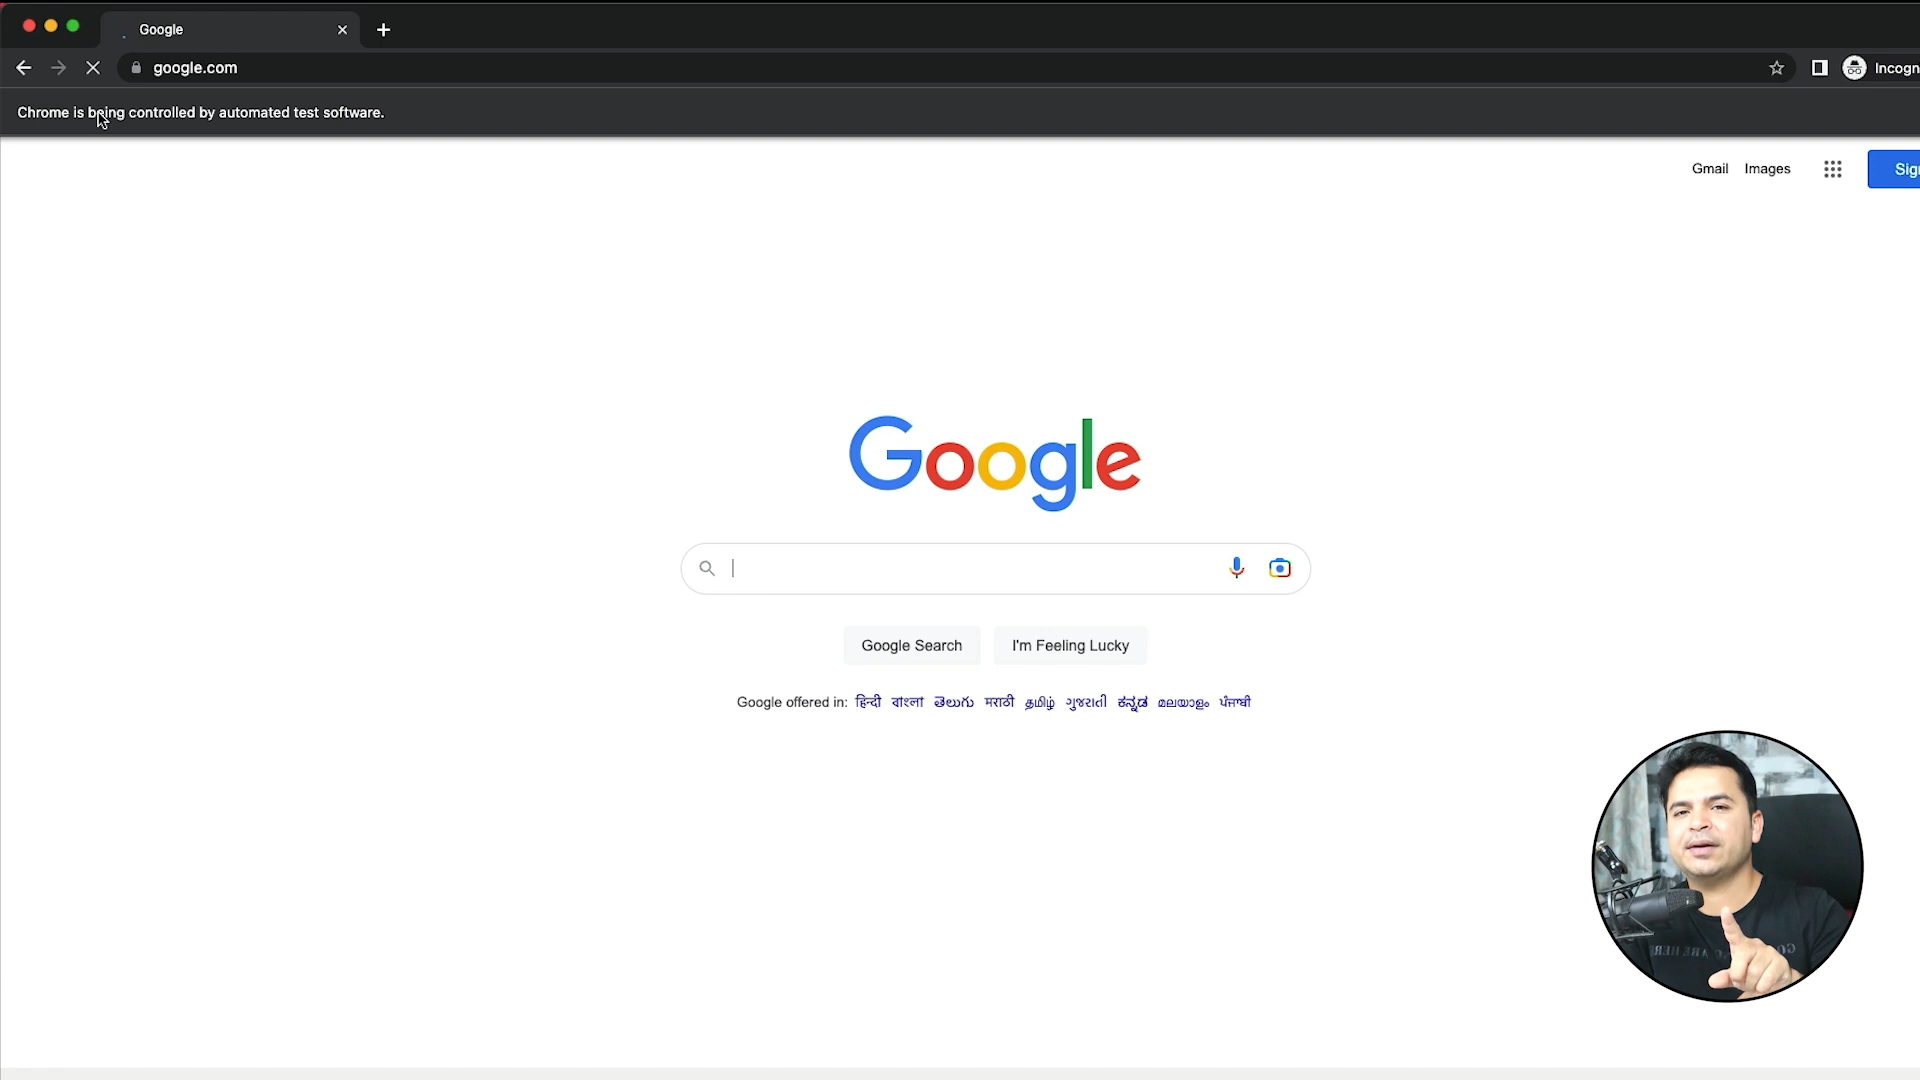 Google
google.com
Incogn
Chrome is being controlled by automated test software.
Gmail Images
Sig
Google
Google Search I'm Feeling Lucky
Google offered in: हिन्दी বাংলা తెలుగు मराठी தமிழ் ગુજરાતી ಕನ್ನಡ മലയാളം ਪੰਜਾਬੀ